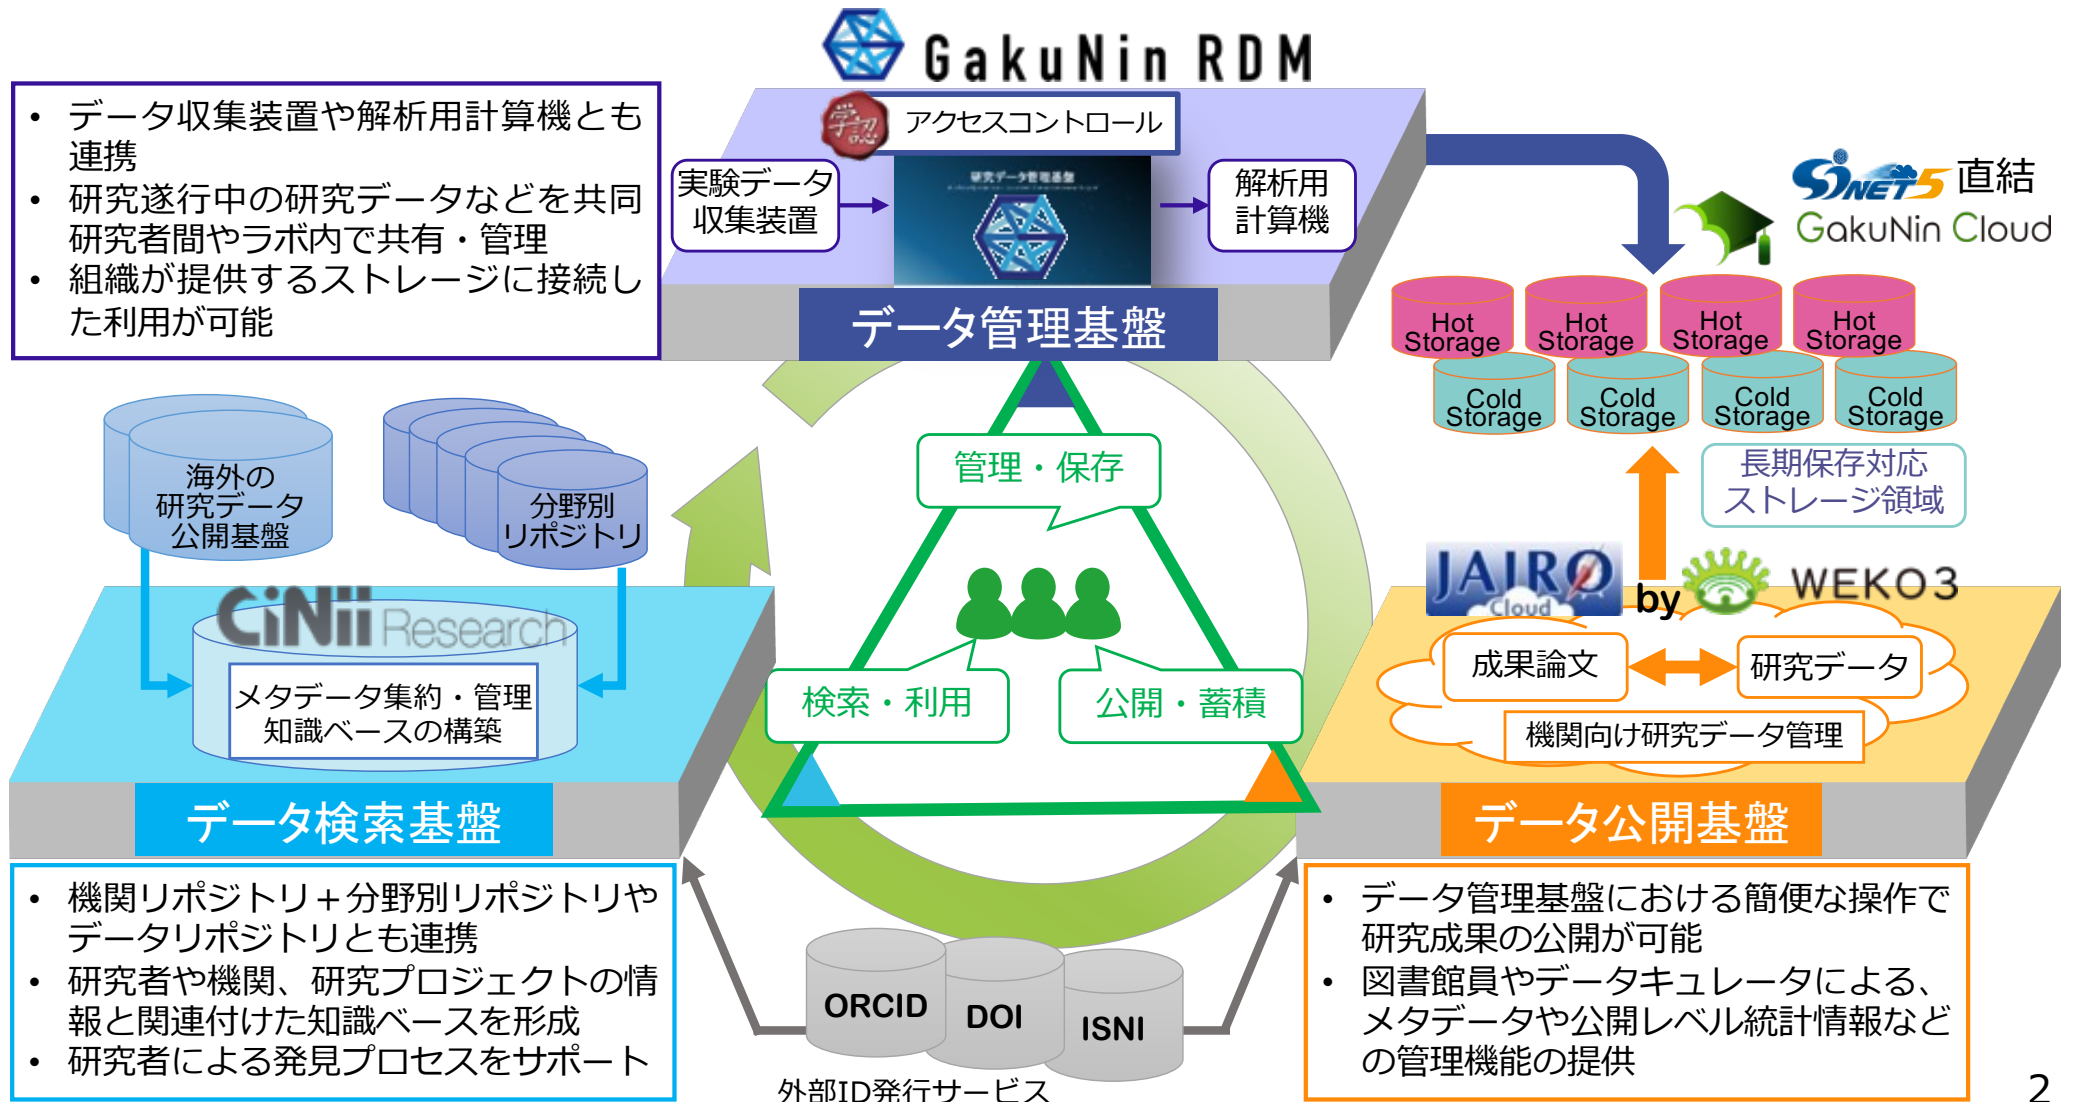 GakuNin RDM
• データ収集装置や解析用計算機とも
連携
• 研究遂行中の研究データなどを共同
研究者間やラボ内で共有・管理
• 組織が提供するストレージに接続し
た利用が可能
学認
アクセスコントロール
実験データ
収集装置
研究データ管理基盤
解析用
計算機
データ管理基盤
SINET5 直結
GakuNin Cloud
Hot
Storage
Hot
Storage
Hot
Storage
Hot
Storage
Cold
Storage
Cold
Storage
Cold
Storage
Cold
Storage
長期保存対応
ストレージ領域
海外の
研究データ
公開基盤
分野別
リポジトリ
CiNii Research
メタデータ集約・管理
知識ベースの構築
データ検索基盤
管理・保存
検索・利用
公開・蓄積
JAIRO
Cloud
by
WEKO3
成果論文
研究データ
機関向け研究データ管理
データ公開基盤
• 機関リポジトリ+分野別リポジトリや
データリポジトリとも連携
• 研究者や機関、研究プロジェクトの情
報と関連付けた知識ベースを形成
• 研究者による発見プロセスをサポート
ORCID
DOI
ISNI
外部ID発行サービス
• データ管理基盤における簡便な操作で
研究成果の公開が可能
• 図書館員やデータキュレータによる、
メタデータや公開レベル統計情報など
の管理機能の提供
2